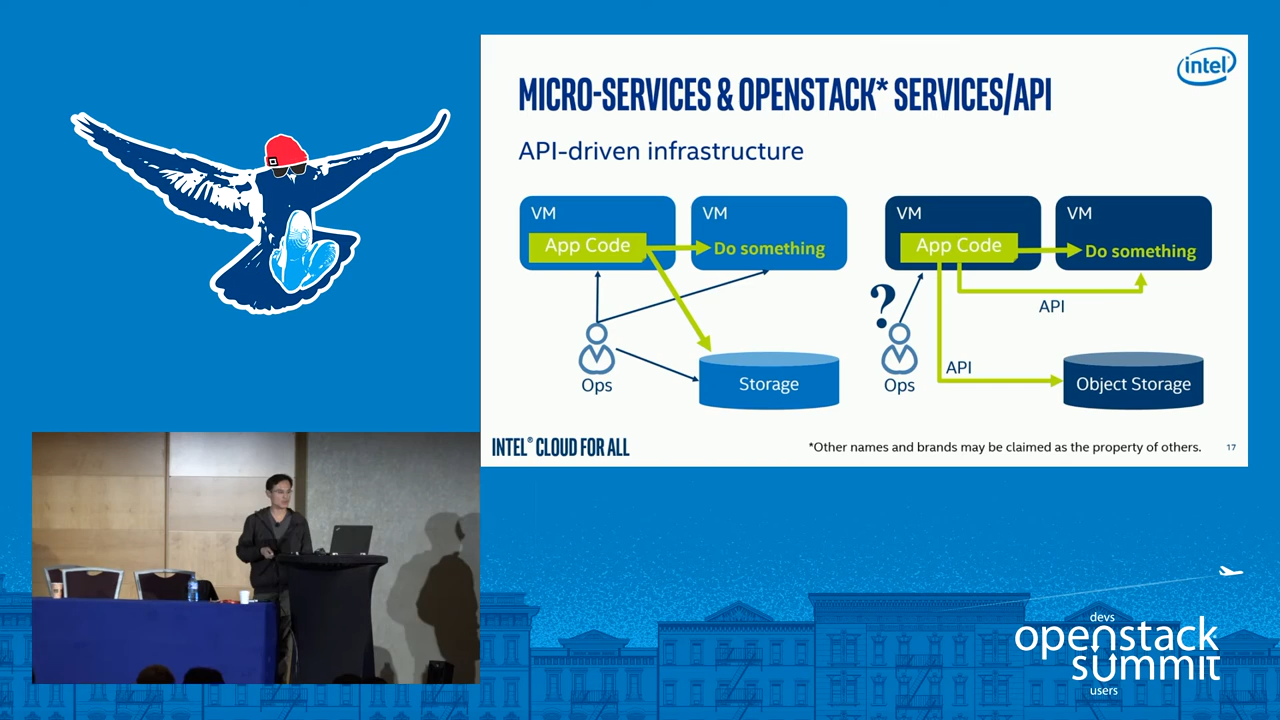 intel
MICRO-SERVICES & OPENSTACK* SERVICES/API
API-driven infrastructure
VM
App Code
VM
Do something
Ops
Storage
VM
App Code
VM
Do something
API
?
Ops
API
Object Storage
INTEL® CLOUD FOR ALL
*Other names and brands may be claimed as the property of others.
17
devs
openstack
summit
users